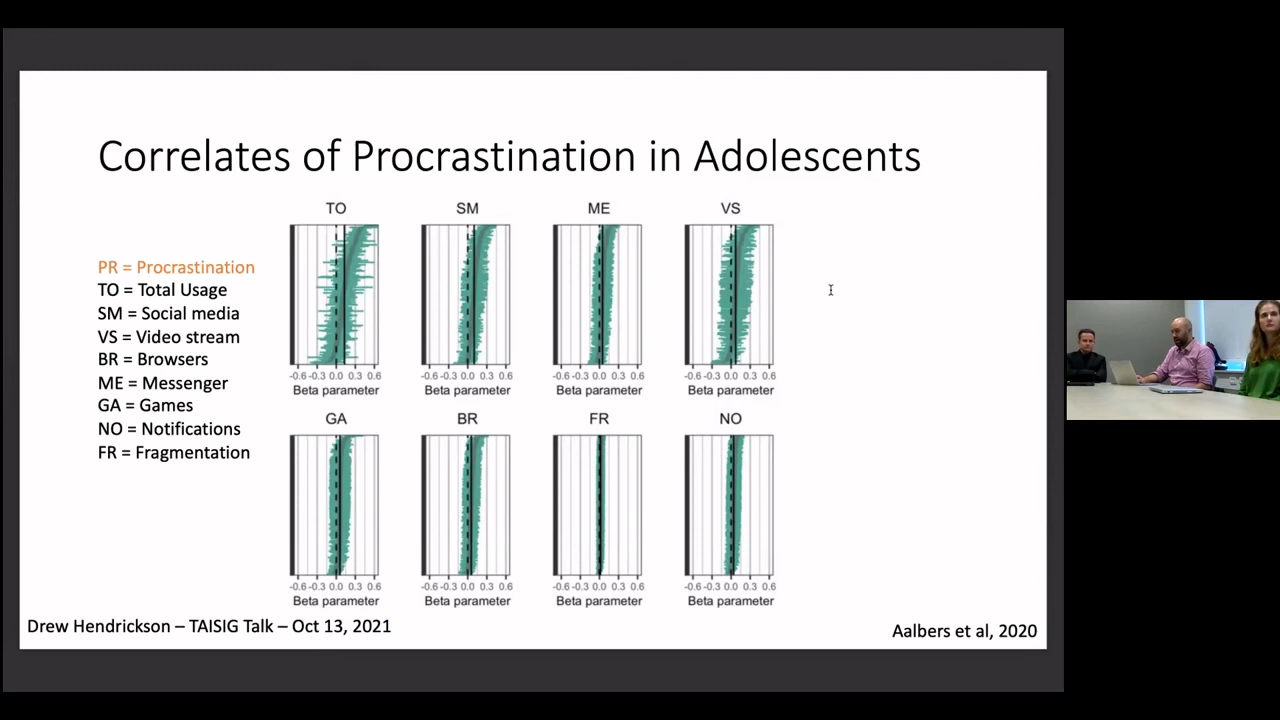 Correlates of Procrastination in Adolescents
PR = Procrastination
TO = Total Usage
SM = Social media
VS = Video stream
BR = Browsers
ME = Messenger
GA = Games
NO = Notifications
FR = Fragmentation
TO
-0.6 -0.3 0.0 0.3 0.6
Beta parameter
SM
-0.6 -0.3 0.0 0.3 0.6
Beta parameter
ME
-0.6 -0.3 0.0 0.3 0.6
Beta parameter
VS
-0.6 -0.3 0.0 0.3 0.6
Beta parameter
GA
-0.6 -0.3 0.0 0.3 0.6
Beta parameter
BR
-0.6 -0.3 0.0 0.3 0.6
Beta parameter
FR
-0.6 -0.3 0.0 0.3 0.6
Beta parameter
NO
-0.6 -0.3 0.0 0.3 0.6
Beta parameter
Drew Hendrickson – TAISIG Talk – Oct 13, 2021
Aalbers et al, 2020